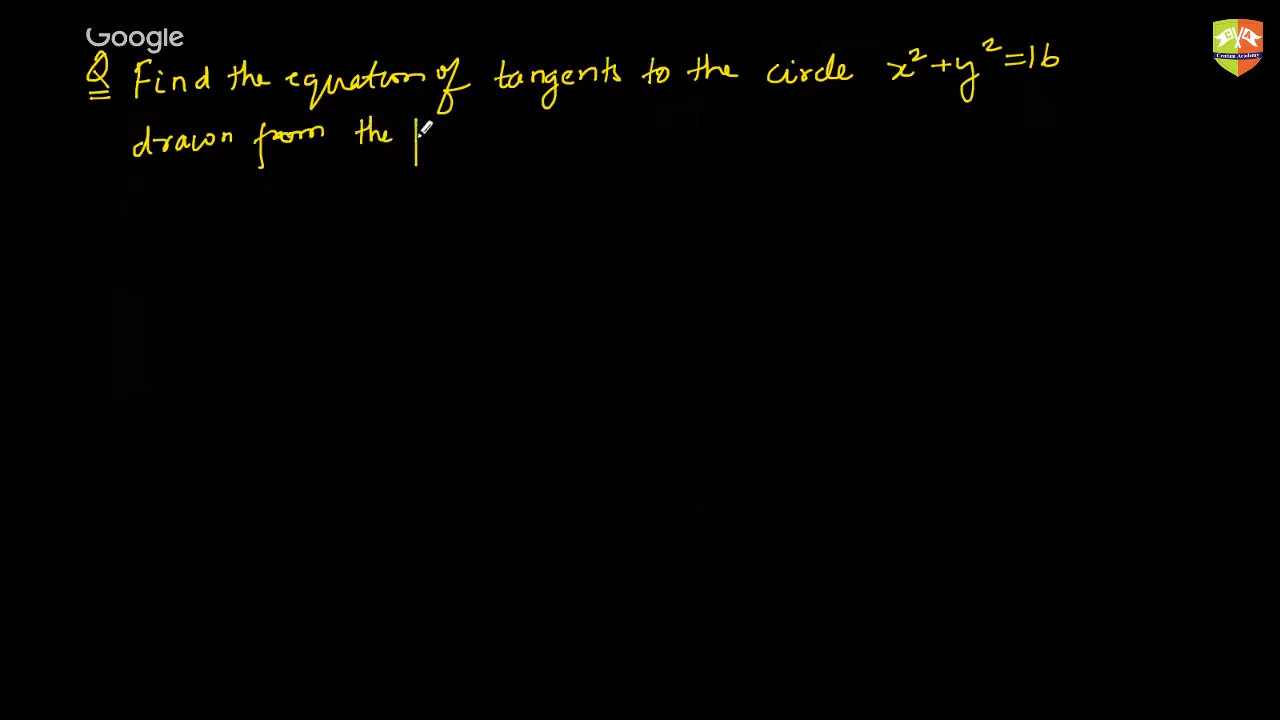 Google
Q Find the equation of tangents to the circle x²+y²=16
drawn from the